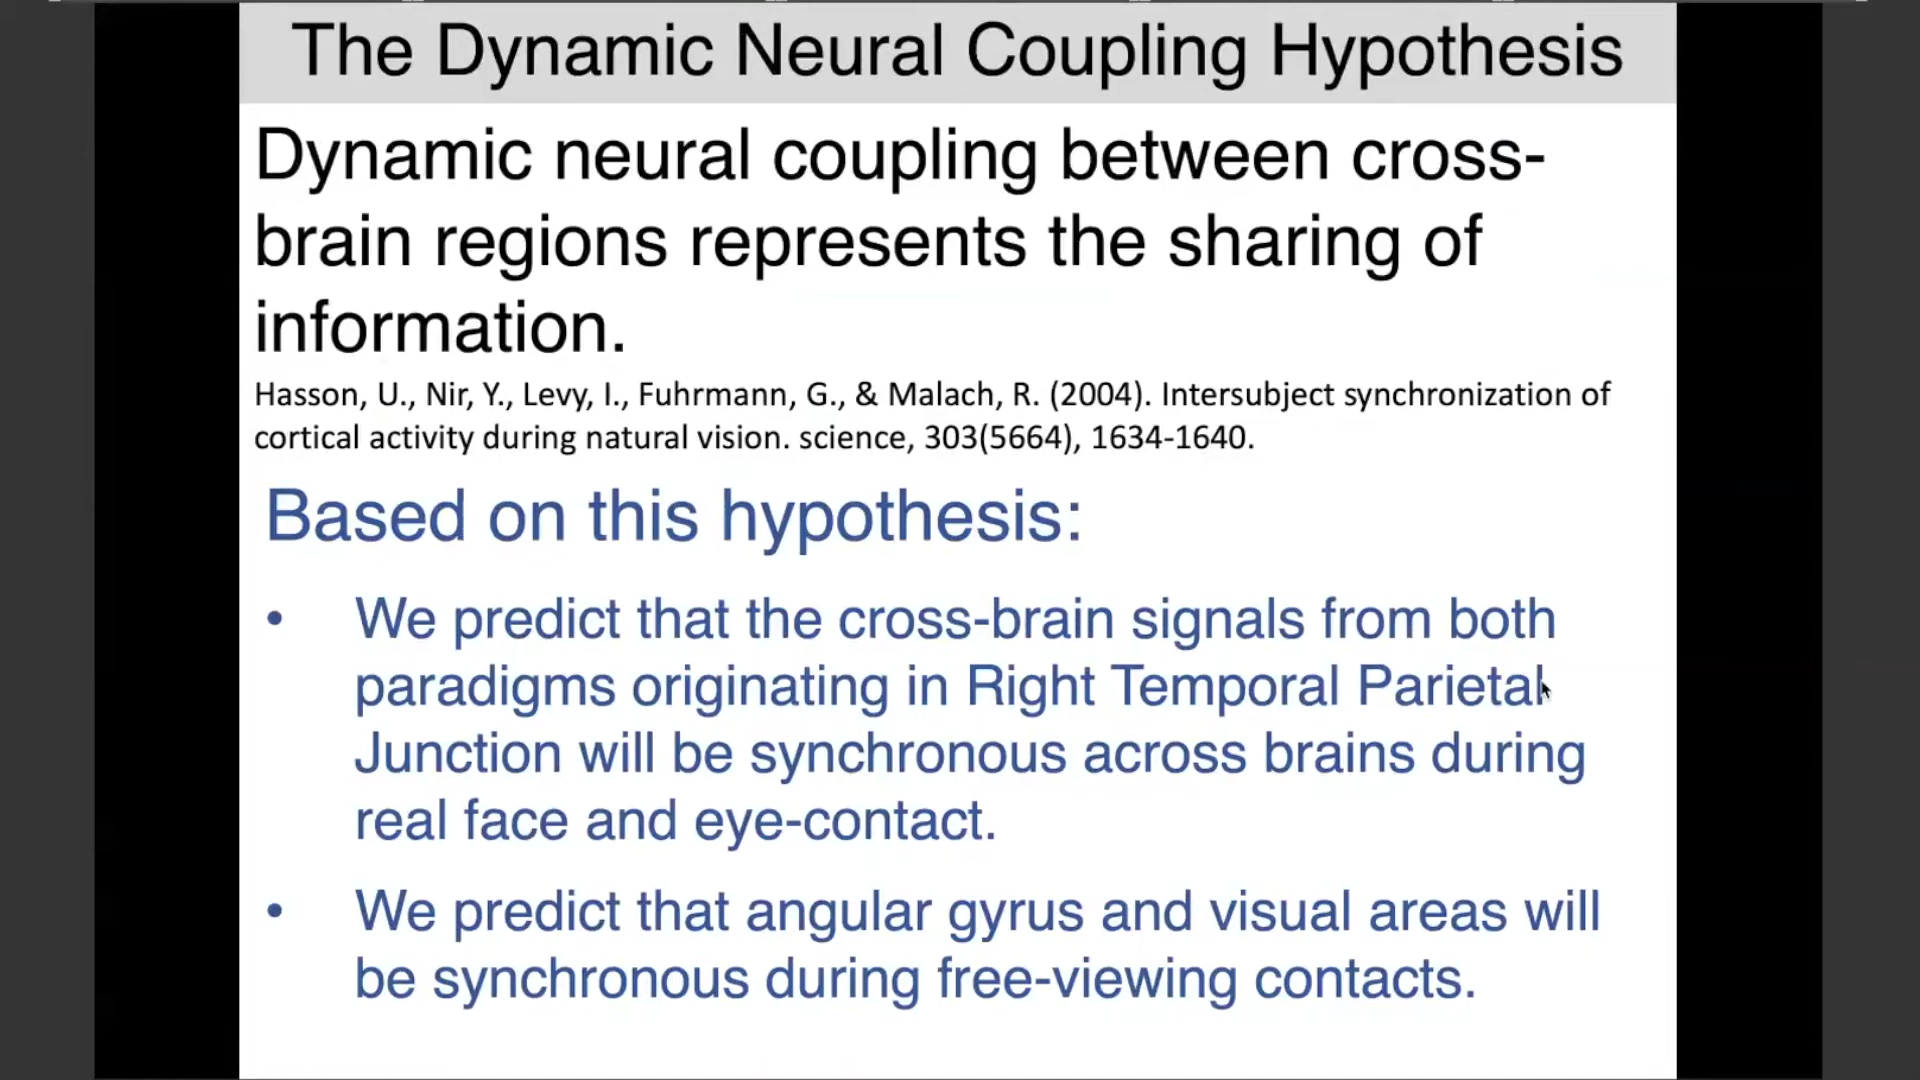 The Dynamic Neural Coupling Hypothesis
Dynamic neural coupling between cross-
brain regions represents the sharing of
information.
Hasson, U., Nir, Y., Levy, I., Fuhrmann, G., & Malach, R. (2004). Intersubject synchronization of
cortical activity during natural vision. science, 303(5664), 1634-1640.
Based on this hypothesis:
• We predict that the cross-brain signals from both
paradigms originating in Right Temporal Parietal
Junction will be synchronous across brains during
real face and eye-contact.
• We predict that angular gyrus and visual areas will
be synchronous during free-viewing contacts.